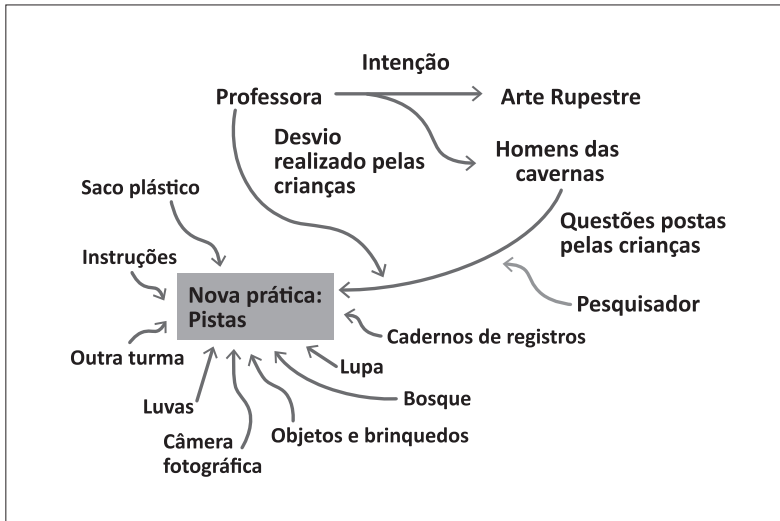 Intenção
Professora
Arte Rupestre
Desvio
realizado pelas
crianças
Homens das
cavernas
Saco plástico
Questões postas
pelas crianças
Instruções
Nova prática:
Pistas
Pesquisador
Cadernos de registros
Outra turma
Lupa
Bosque
Luvas
Objetos e brinquedos
Câmera
fotográfica